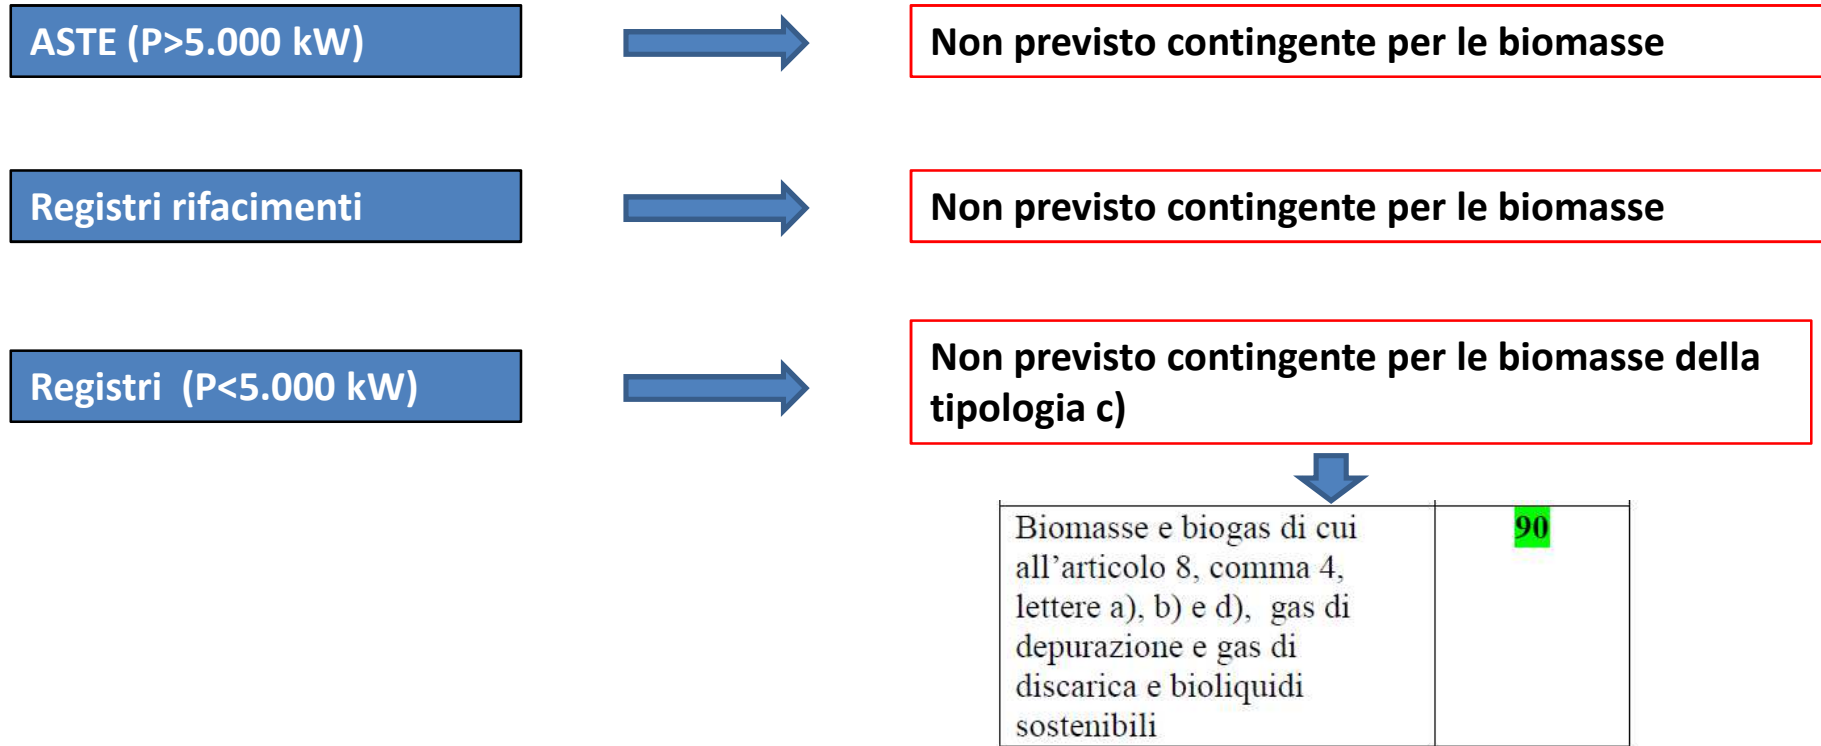 ASTE (P>5.000 kW)
Non previsto contingente per le biomasse
Registri rifacimenti
Non previsto contingente per le biomasse
Registri  (P<5.000 kW)
Non previsto contingente per le biomasse della
tipologia c)
Biomasse e biogas di cui
all’articolo 8, comma 4,
lettere a), b) e d),  gas di
depurazione e gas di
discarica e bioliquidi
sostenibili
90